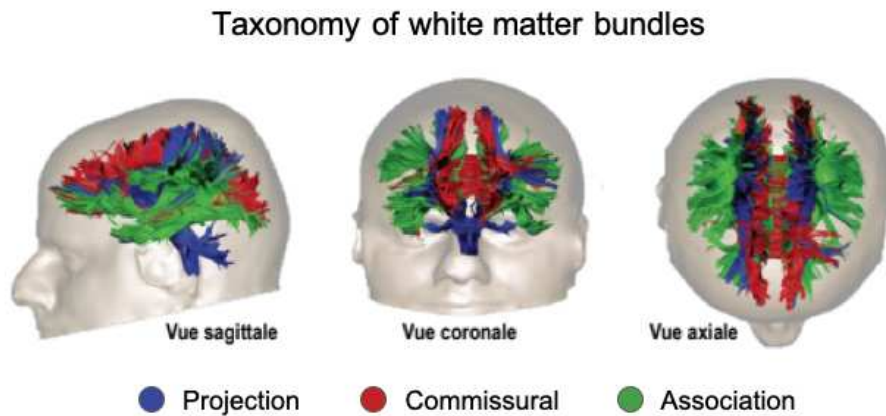 Taxonomy of white matter bundles
Vue sagittale
Vue coronale
Vue axiale
Projection
Commissural
Association